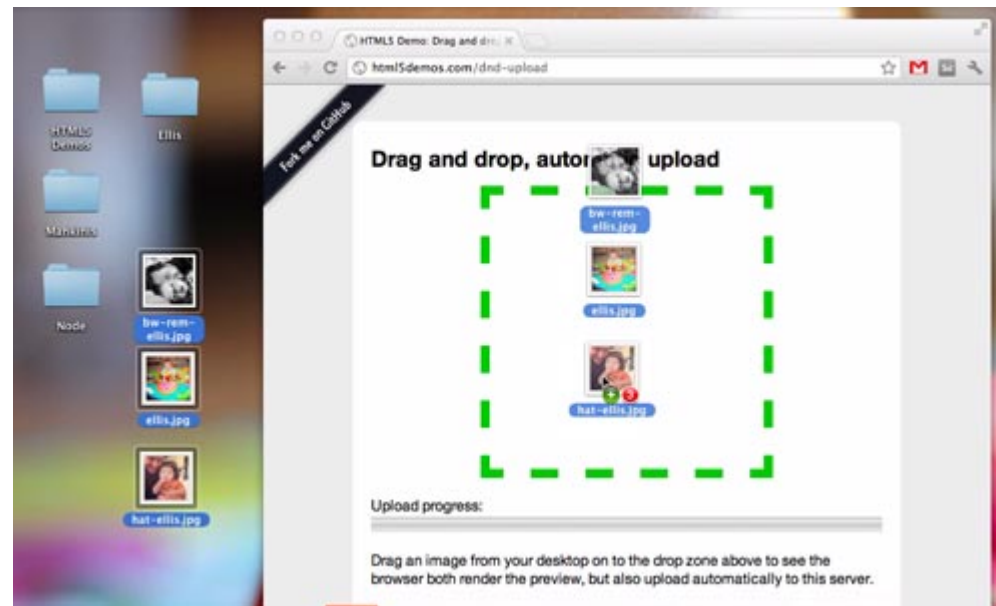 HTML5 Demo: Drag and dro
html5demos.com/dnd-upload
Fork me on GitHub
HTML5
Demos
Ellis
Mankinis
Node
bw-rem-
ellis.jpg
ellis.jpg
hat-ellis.jpg
Drag and drop, upload
bw-rem-
ellis.jpg
ellis.jpg
3
hat-ellis.jpg
Upload progress:
Drag an image from your desktop on to the drop zone above to see the
browser both render the preview, but also upload automatically to this server.